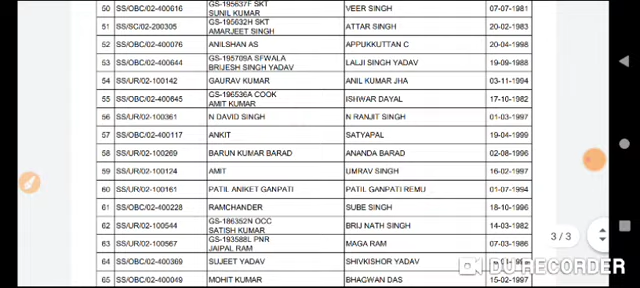 50 SS/OBC/02-400616 GS-195637F SKT SUNIL KUMAR VEER SINGH 07-07-1981
51 SS/SC/02-200305 GS-195632H SKT AMARJEET SINGH ATTAR SINGH 20-02-1983
52 SS/OBC/02-400076 ANILSHAN AS APPUKUTTAN C 20-04-1998
53 SS/OBC/02-400644 GS-195709A SFWALA BRIJESH SINGH YADAV LALJI SINGH YADAV 19-09-1988
54 SS/UR/02-100142 GAURAV KUMAR ANIL KUMAR JHA 03-11-1994
55 SS/OBC/02-400645 GS-196536A COOK AMIT KUMAR ISHWAR DAYAL 17-10-1982
56 SS/UR/02-100361 N DAVID SINGH N RANJIT SINGH 01-03-1997
57 SS/OBC/02-400117 ANKIT SATYAPAL 19-04-1999
58 SS/UR/02-100269 BARUN KUMAR BARAD ANANDA BARAD 02-08-1996
59 SS/UR/02-100124 AMIT UMRAV SINGH 16-02-1997
60 SS/UR/02-100161 PATIL ANIKET GANPATI PATIL GANPATI REMU 01-07-1994
61 SS/OBC/02-400228 RAMCHANDER SUBE SINGH 18-10-1996
62 SS/UR/02-100544 GS-186352N OCC SATISH KUMAR BRIJ NATH SINGH 14-03-1982
63 SS/UR/02-100567 GS-193588L PNR JAIPAL RAM MAGA RAM 07-03-1986
3 / 3
64 SS/OBC/02-400369 SUJEET YADAV SHIVKISHOR YADAV
DU RECORDER
65 SS/OBC/02-400049 MOHIT KUMAR BHAGWAN DAS 15-02-1997